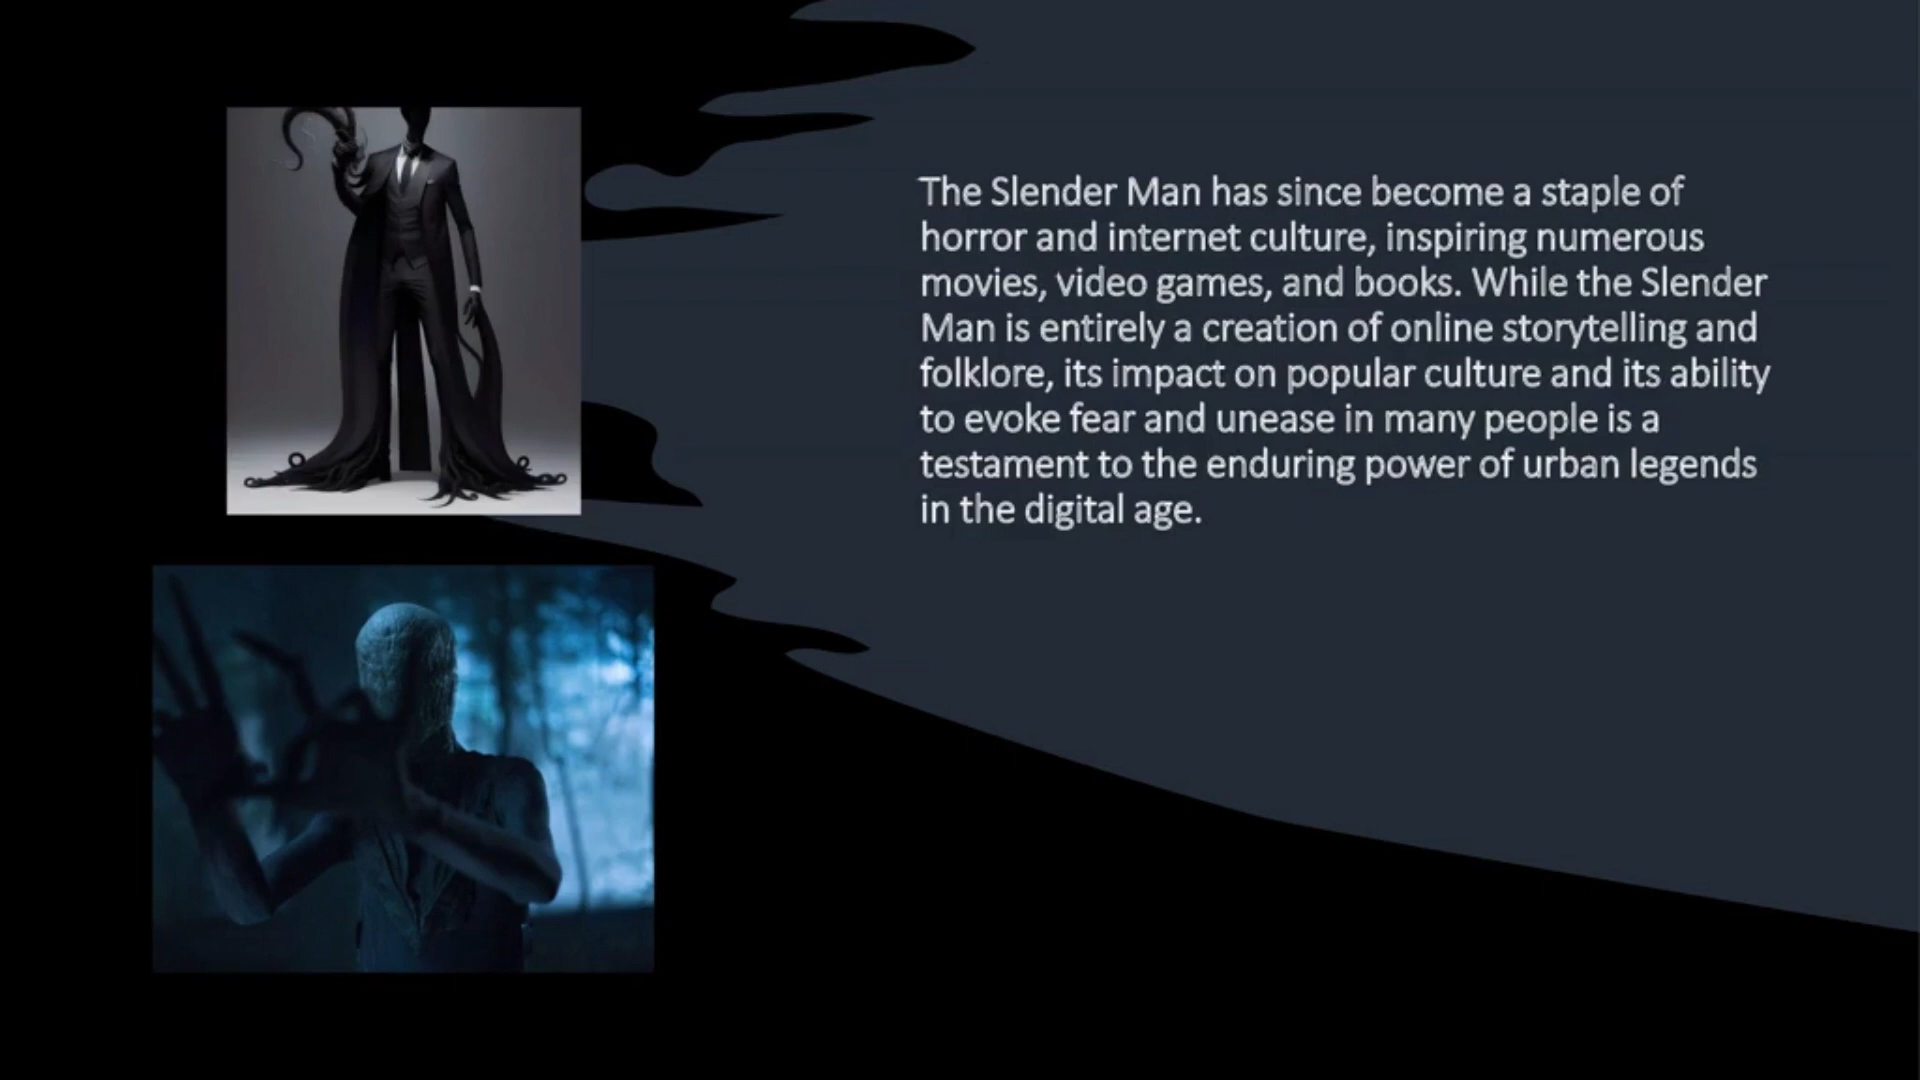 The Slender Man has since become a staple of
horror and internet culture, inspiring numerous
movies, video games, and books. While the Slender
Man is entirely a creation of online storytelling and
folklore, its impact on popular culture and its ability
to evoke fear and unease in many people is a
testament to the enduring power of urban legends
in the digital age.